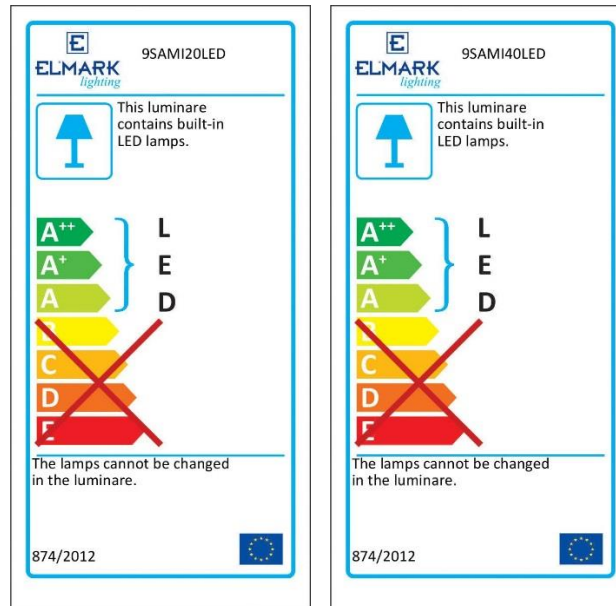 E
ELMARK
lighting
9SAMI20LED
This luminare
contains built-in
LED lamps.
A++
A+
A
B
C
D
E
L
E
D
The lamps cannot be changed
in the luminare.
874/2012
E
ELMARK
lighting
9SAMI40LED
This luminare
contains built-in
LED lamps.
A++
A+
A
B
C
D
E
L
E
D
The lamps cannot be changed
in the luminare.
874/2012